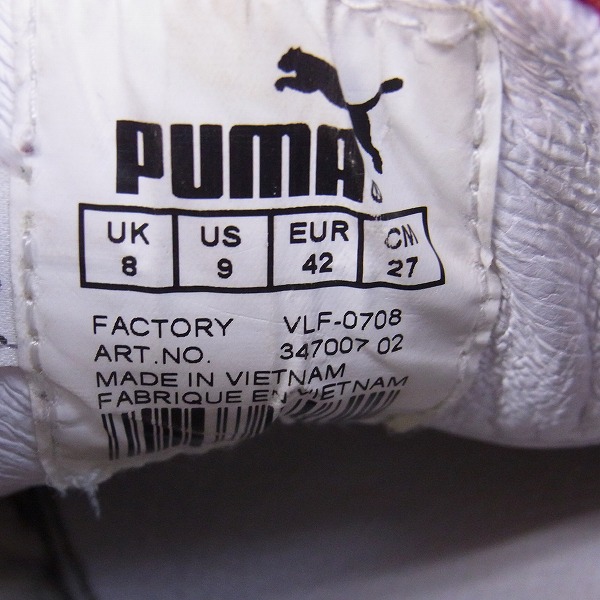 PUMA
UK US EUR CM
8 9 42 27
FACTORY VLF-0708
ART.NO. 347007 02
MADE IN VIETNAM
FABRIQUE EN VIETNAM